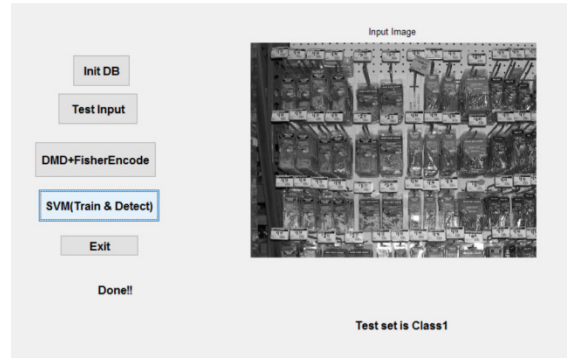 Input Image
Init DB
Test Input
DMD+FisherEncode
SVM(Train & Detect)
Exit
Done!!
Test set is Class1